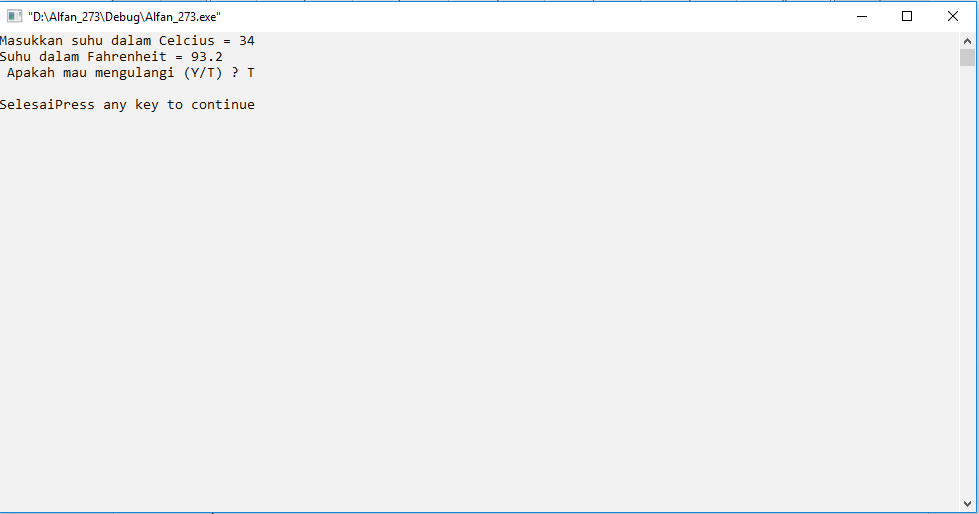 "D:\Alfan_273\Debug\Alfan_273.exe"
Masukkan suhu dalam Celcius = 34
Suhu dalam Fahrenheit = 93.2
 Apakah mau mengulangi (Y/T) ? T
SelesaiPress any key to continue